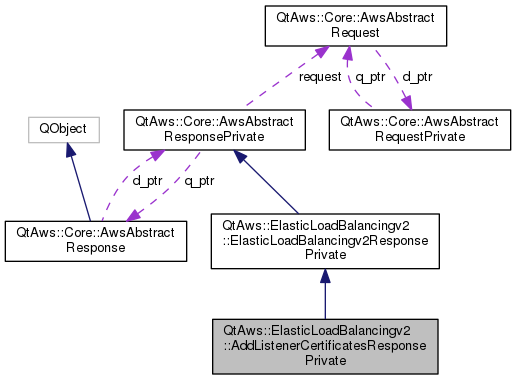 QtAws::Core::AwsAbstract
Request
request
q_ptr
d_ptr
QObject
QtAws::Core::AwsAbstract
ResponsePrivate
QtAws::Core::AwsAbstract
RequestPrivate
d_ptr
q_ptr
QtAws::Core::AwsAbstract
Response
QtAws::ElasticLoadBalancingv2
::ElasticLoadBalancingv2Response
Private
QtAws::ElasticLoadBalancingv2
::AddListenerCertificatesResponse
Private